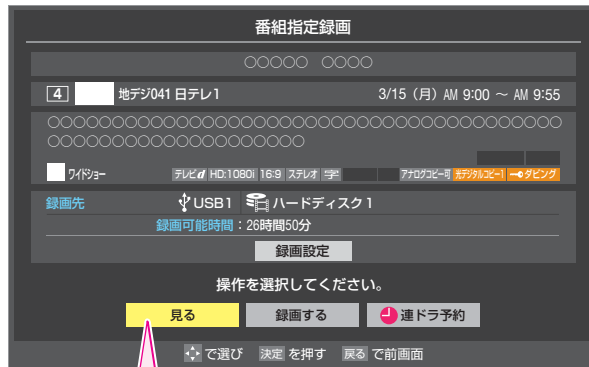 番組指定録画
○○○○○ ○○○○
4 地デジ041 日テレ1 3/15（月）AM 9:00 ～ AM 9:55
○○○○○○○○○○○○○○○○○○○○○○○○○○○○○○○○○○○○○○○○
○○○○○○○○○○○○○○○○○○○○
ワイドショー テレビd HD:1080i 16:9 ステレオ 字 アナログコピー可 光デジタルコピー1 ダビング
録画先 USB1 ハードディスク1
録画可能時間：26時間50分
録画設定
操作を選択してください。
見る 録画する 連ドラ予約
で選び 決定 を押す 戻る で前画面